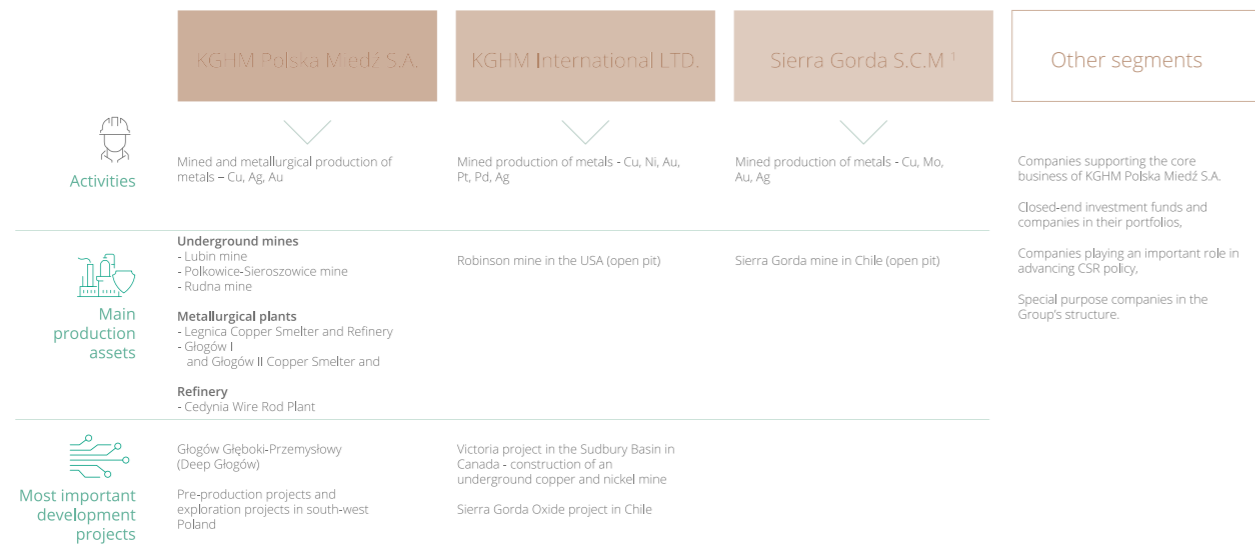 KGHM Polska Miedź S.A.
KGHM International LTD.
Sierra Gorda S.C.M ¹
Other segments
Activities
Mined and metallurgical production of
metals – Cu, Ag, Au
Mined production of metals - Cu, Ni, Au,
Pt, Pd, Ag
Mined production of metals - Cu, Mo,
Au, Ag
Companies supporting the core
business of KGHM Polska Miedź S.A.
Closed-end investment funds and
companies in their portfolios,
Companies playing an important role in
advancing CSR policy,
Special purpose companies in the
Group's structure.
Main
production
assets
Underground mines
- Lubin mine
- Polkowice-Sieroszowice mine
- Rudna mine
Metallurgical plants
- Legnica Copper Smelter and Refinery
- Głogów I
and Głogów II Copper Smelter and
Refinery
- Cedynia Wire Rod Plant
Robinson mine in the USA (open pit)
Sierra Gorda mine in Chile (open pit)
Most important
development
projects
Głogów Głęboki-Przemysłowy
(Deep Głogów)
Pre-production projects and
exploration projects in south-west
Poland
Victoria project in the Sudbury Basin in
Canada - construction of an
underground copper and nickel mine
Sierra Gorda Oxide project in Chile